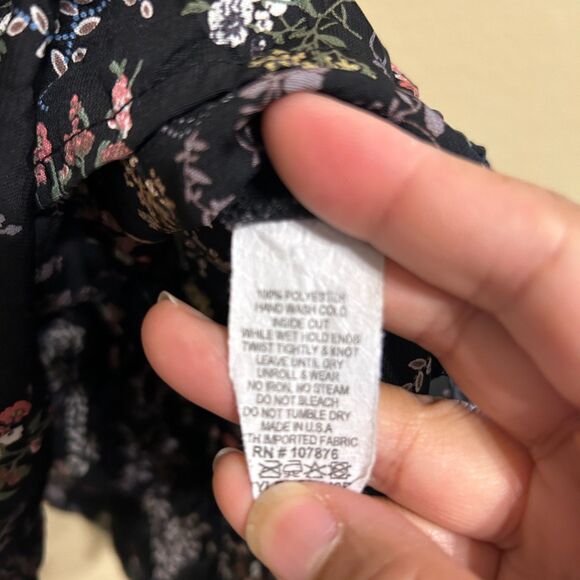 100% POLYESTER
HAND WASH COLD
INSIDE OUT
WHILE WET HOLD ENDS
TWIST TIGHTLY & KNOT
LEAVE UNTIL DRY
UNROLL & WEAR
NO IRON, NO STEAM
DO NOT BLEACH
DO NOT TUMBLE DRY
MADE IN U.S.A
TH IMPORTED FABRIC
RN # 107876